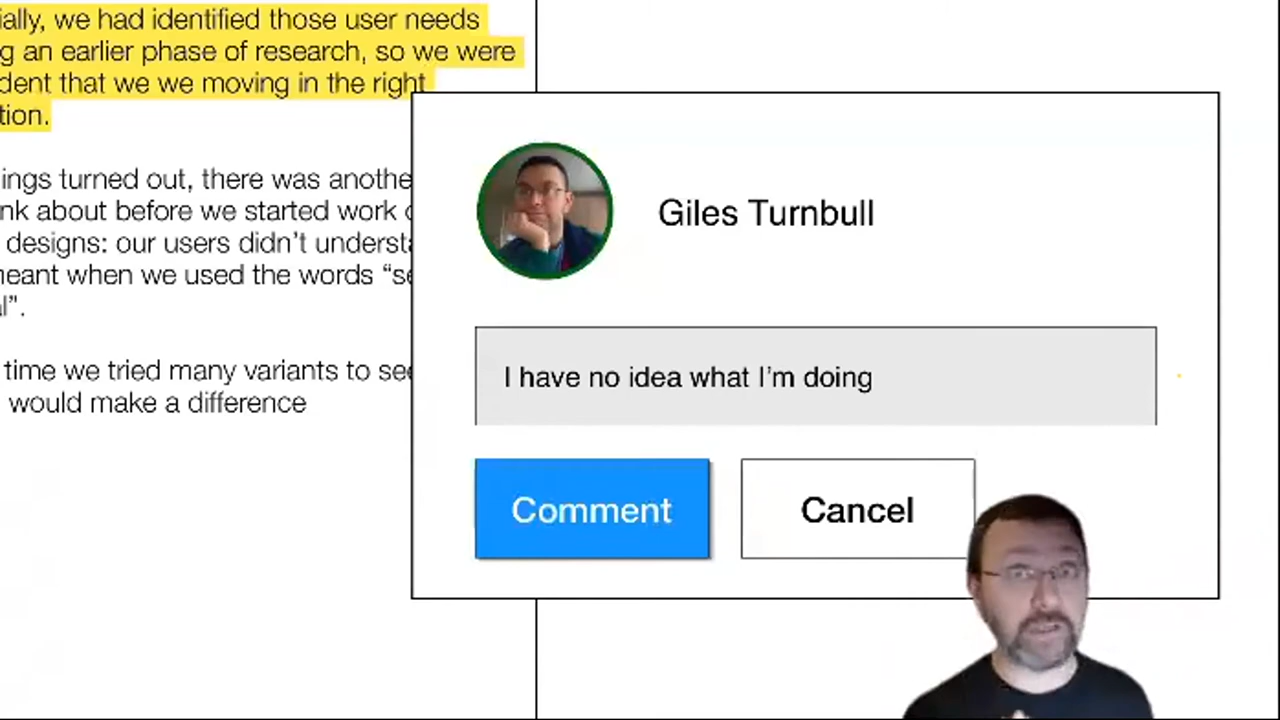 ially, we had identified those user needs
g an earlier phase of research, so we were
dent that we we moving in the right
tion.
ings turned out, there was anothe
nk about before we started work
designs: our users didn’t underst
neant when we used the words “se
al”.
time we tried many variants to see
would make a difference
Giles Turnbull
I have no idea what I’m doing
Comment
Cancel